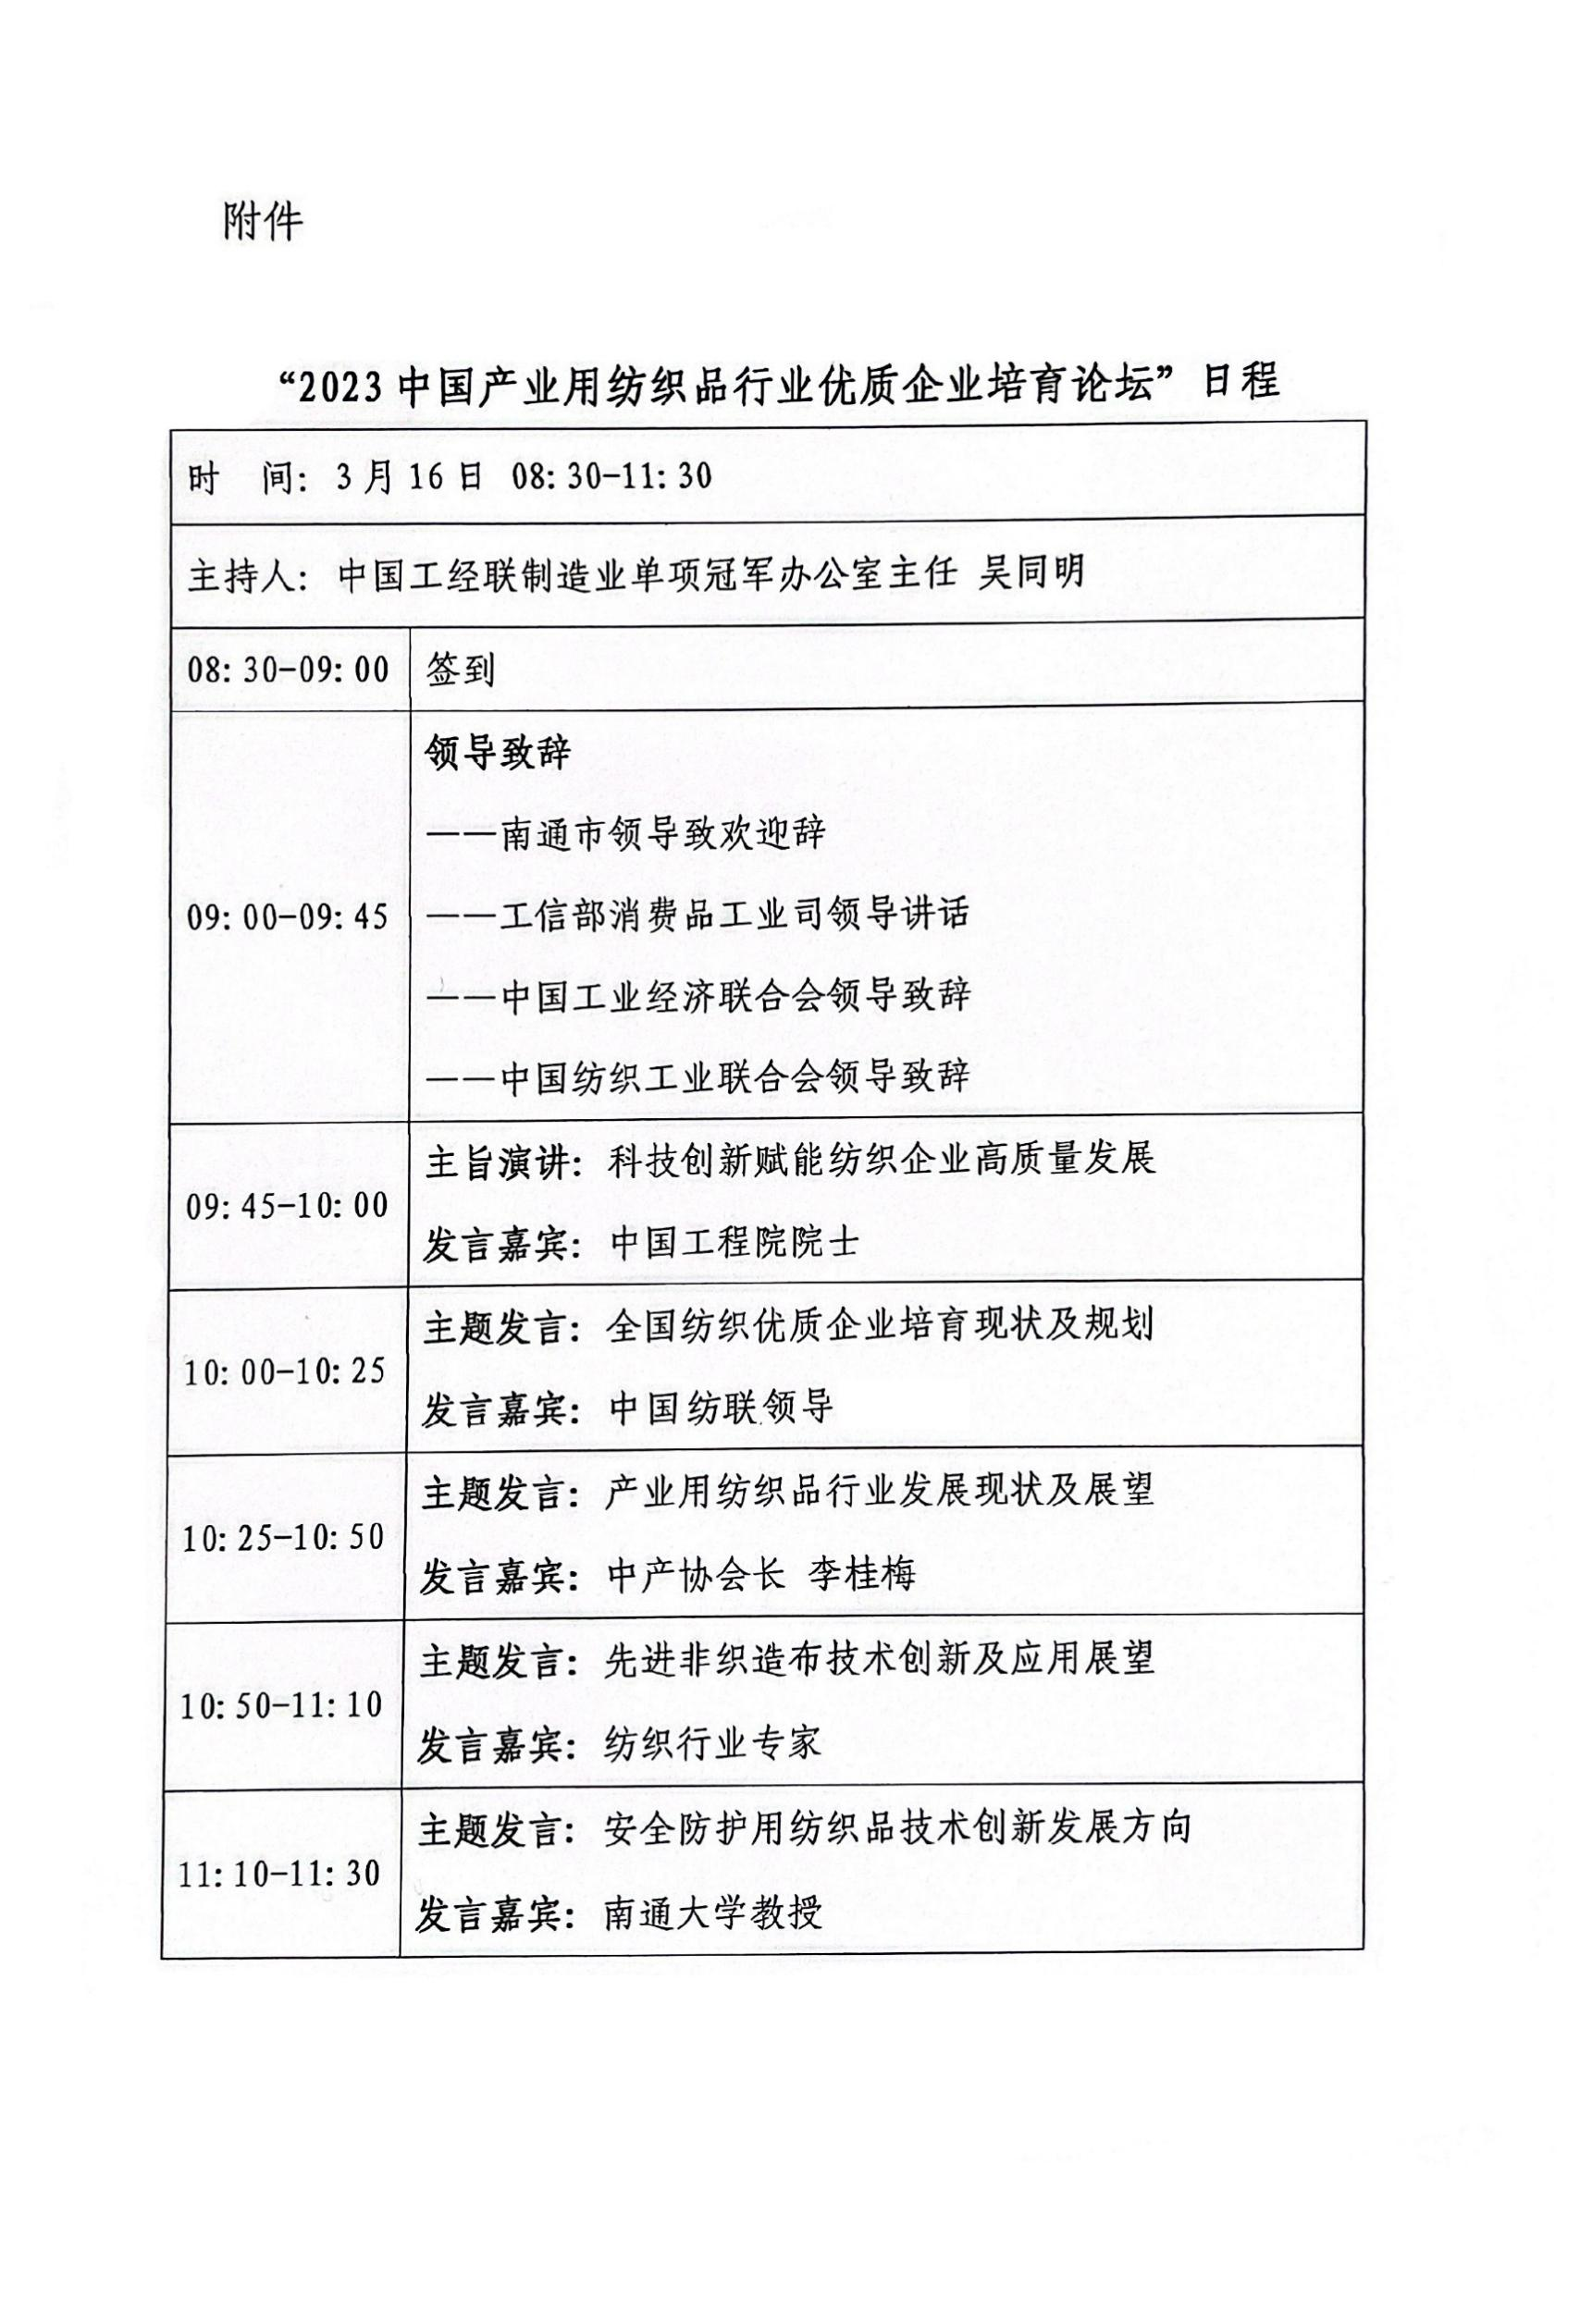 附件
“2023 中国产业用纺织品行业优质企业培育论坛”日程
时 间: 3 月 16 日 08:30-11:30
主持人: 中国工经联制造业单项冠军办公室主任 吴同明
08:30-09:00 签到
领导致辞
——南通市领导致欢迎辞
09:00-09:45 ——工信部消费品工业司领导讲话
——中国工业经济联合会领导致辞
——中国纺织工业联合会领导致辞
主旨演讲: 科技创新赋能纺织企业高质量发展
09:45-10:00
发言嘉宾: 中国工程院院士
主题发言: 全国纺织优质企业培育现状及规划
10:00-10:25
发言嘉宾: 中国纺联领导
主题发言: 产业用纺织品行业发展现状及展望
10:25-10:50
发言嘉宾: 中产协会长 李桂梅
主题发言: 先进非织造布技术创新及应用展望
10:50-11:10
发言嘉宾: 纺织行业专家
主题发言: 安全防护用纺织品技术创新发展方向
11:10-11:30
发言嘉宾: 南通大学教授